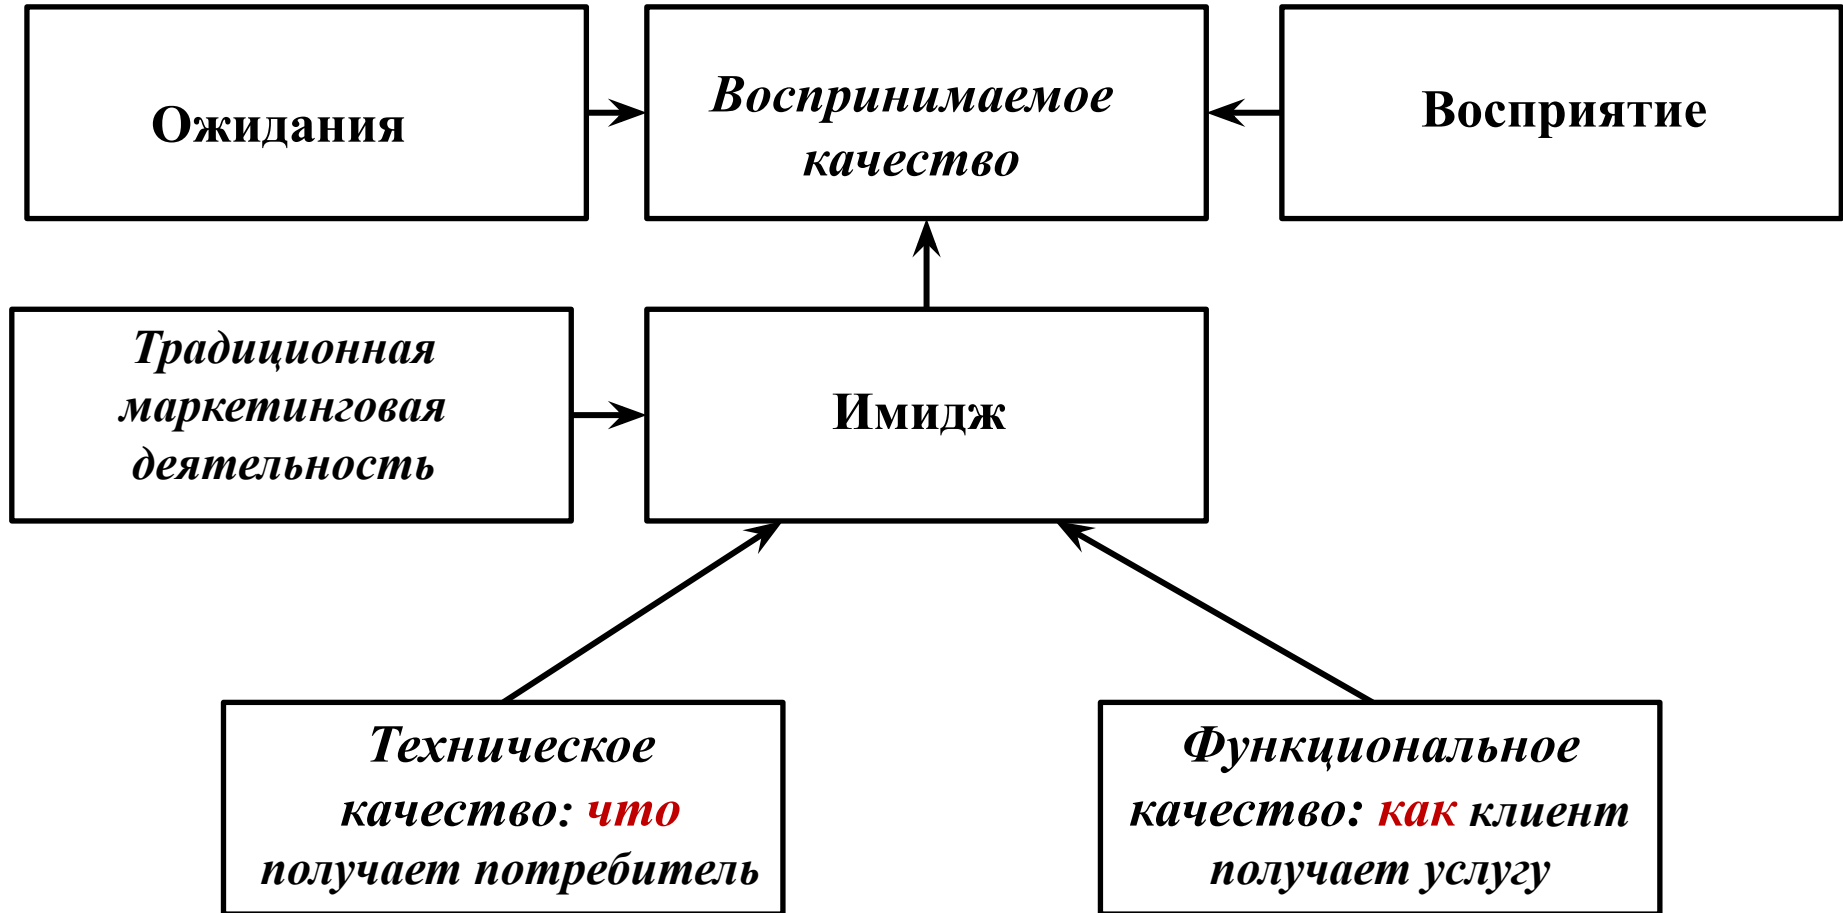 Ожидания
Воспринимаемое
качество
Восприятие
Традиционная
маркетинговая
деятельность
Имидж
Техническое
качество: что
получает потребитель
Функциональное
качество: как клиент
получает услугу